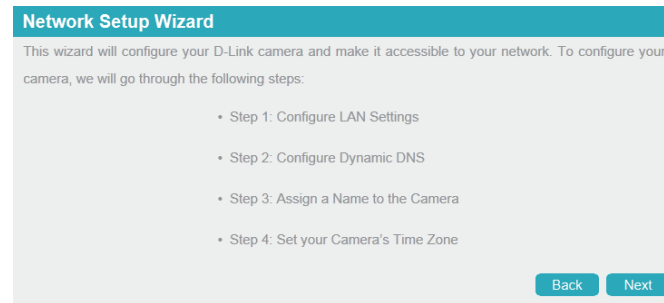 Network Setup Wizard
This wizard will configure your D-Link camera and make it accessible to your network. To configure your
camera, we will go through the following steps:
• Step 1: Configure LAN Settings
• Step 2: Configure Dynamic DNS
• Step 3: Assign a Name to the Camera
• Step 4: Set your Camera's Time Zone
Back Next